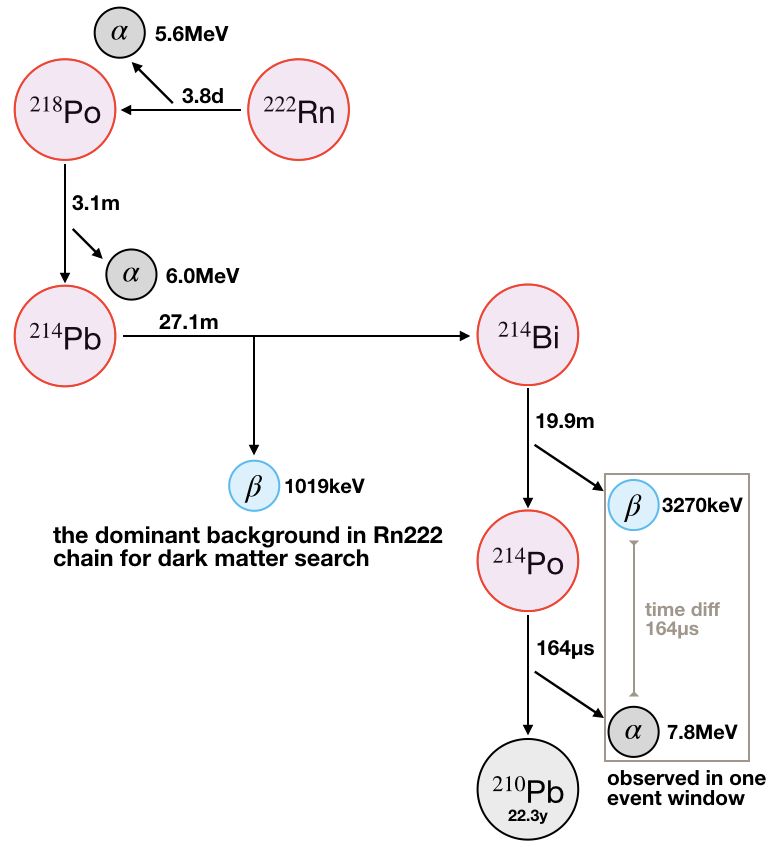 α 5.6MeV
3.8d
²¹⁸Po
²²²Rn
3.1m
α 6.0MeV
²¹⁴Pb
27.1m
²¹⁴Bi
19.9m
β 1019keV
the dominant background in Rn222
chain for dark matter search
β 3270keV
²¹⁴Po
time diff
164μs
164μs
α 7.8MeV
²¹⁰Pb
22.3y
observed in one
event window